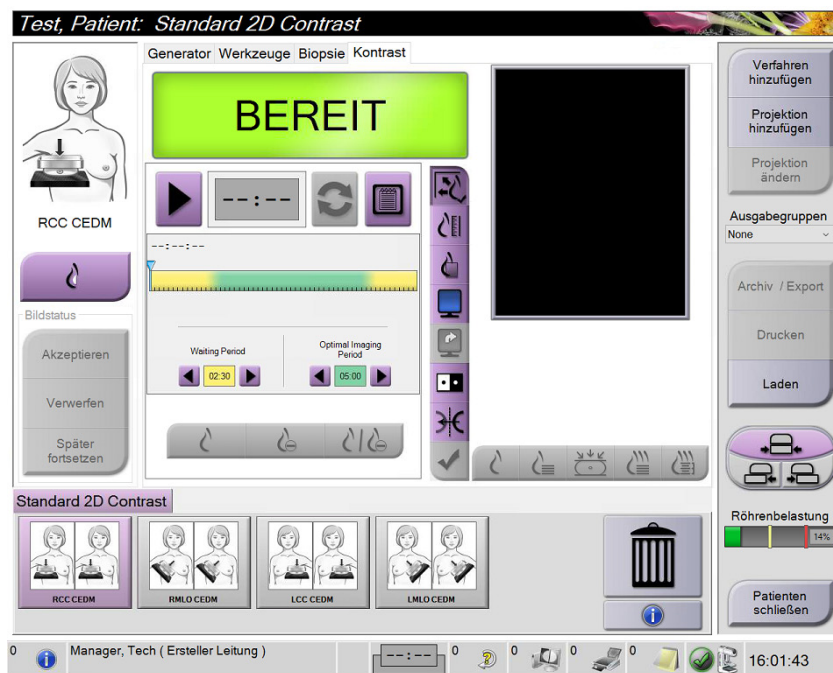 Test, Patient: Standard 2D Contrast
Generator Werkzeuge Biopsie Kontrast
BEREIT
--:--
--:--:--
Waiting Period
Optimal Imaging
Period
02:30
05:00
RCC CEDM
Bildstatus
Akzeptieren
Verwerfen
Später
fortsetzen
Verfahren
hinzufügen
Projektion
hinzufügen
Projektion
ändern
Ausgabegruppen
None
Archiv / Export
Drucken
Laden
Röhrenbelastung
14%
Patienten
schließen
Standard 2D Contrast
RCC CEDM
RMLO CEDM
LCC CEDM
LMLO CEDM
0 Manager, Tech ( Ersteller Leitung ) --:-- 0 0 0 0 16:01:43